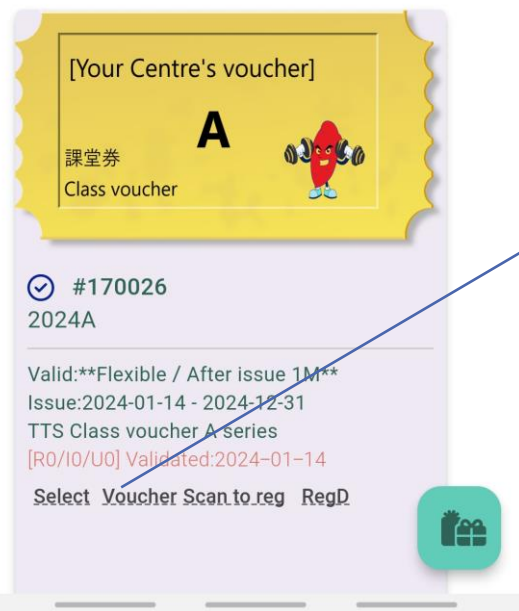 [Your Centre's voucher]
A
課堂券
Class voucher
#170026
2024A
Valid:**Flexible / After issue 1M**
Issue:2024-01-14 - 2024-12-31
TTS Class voucher A series
[R0/I0/U0] Validated:2024-01-14
Select Voucher Scan to reg RegD